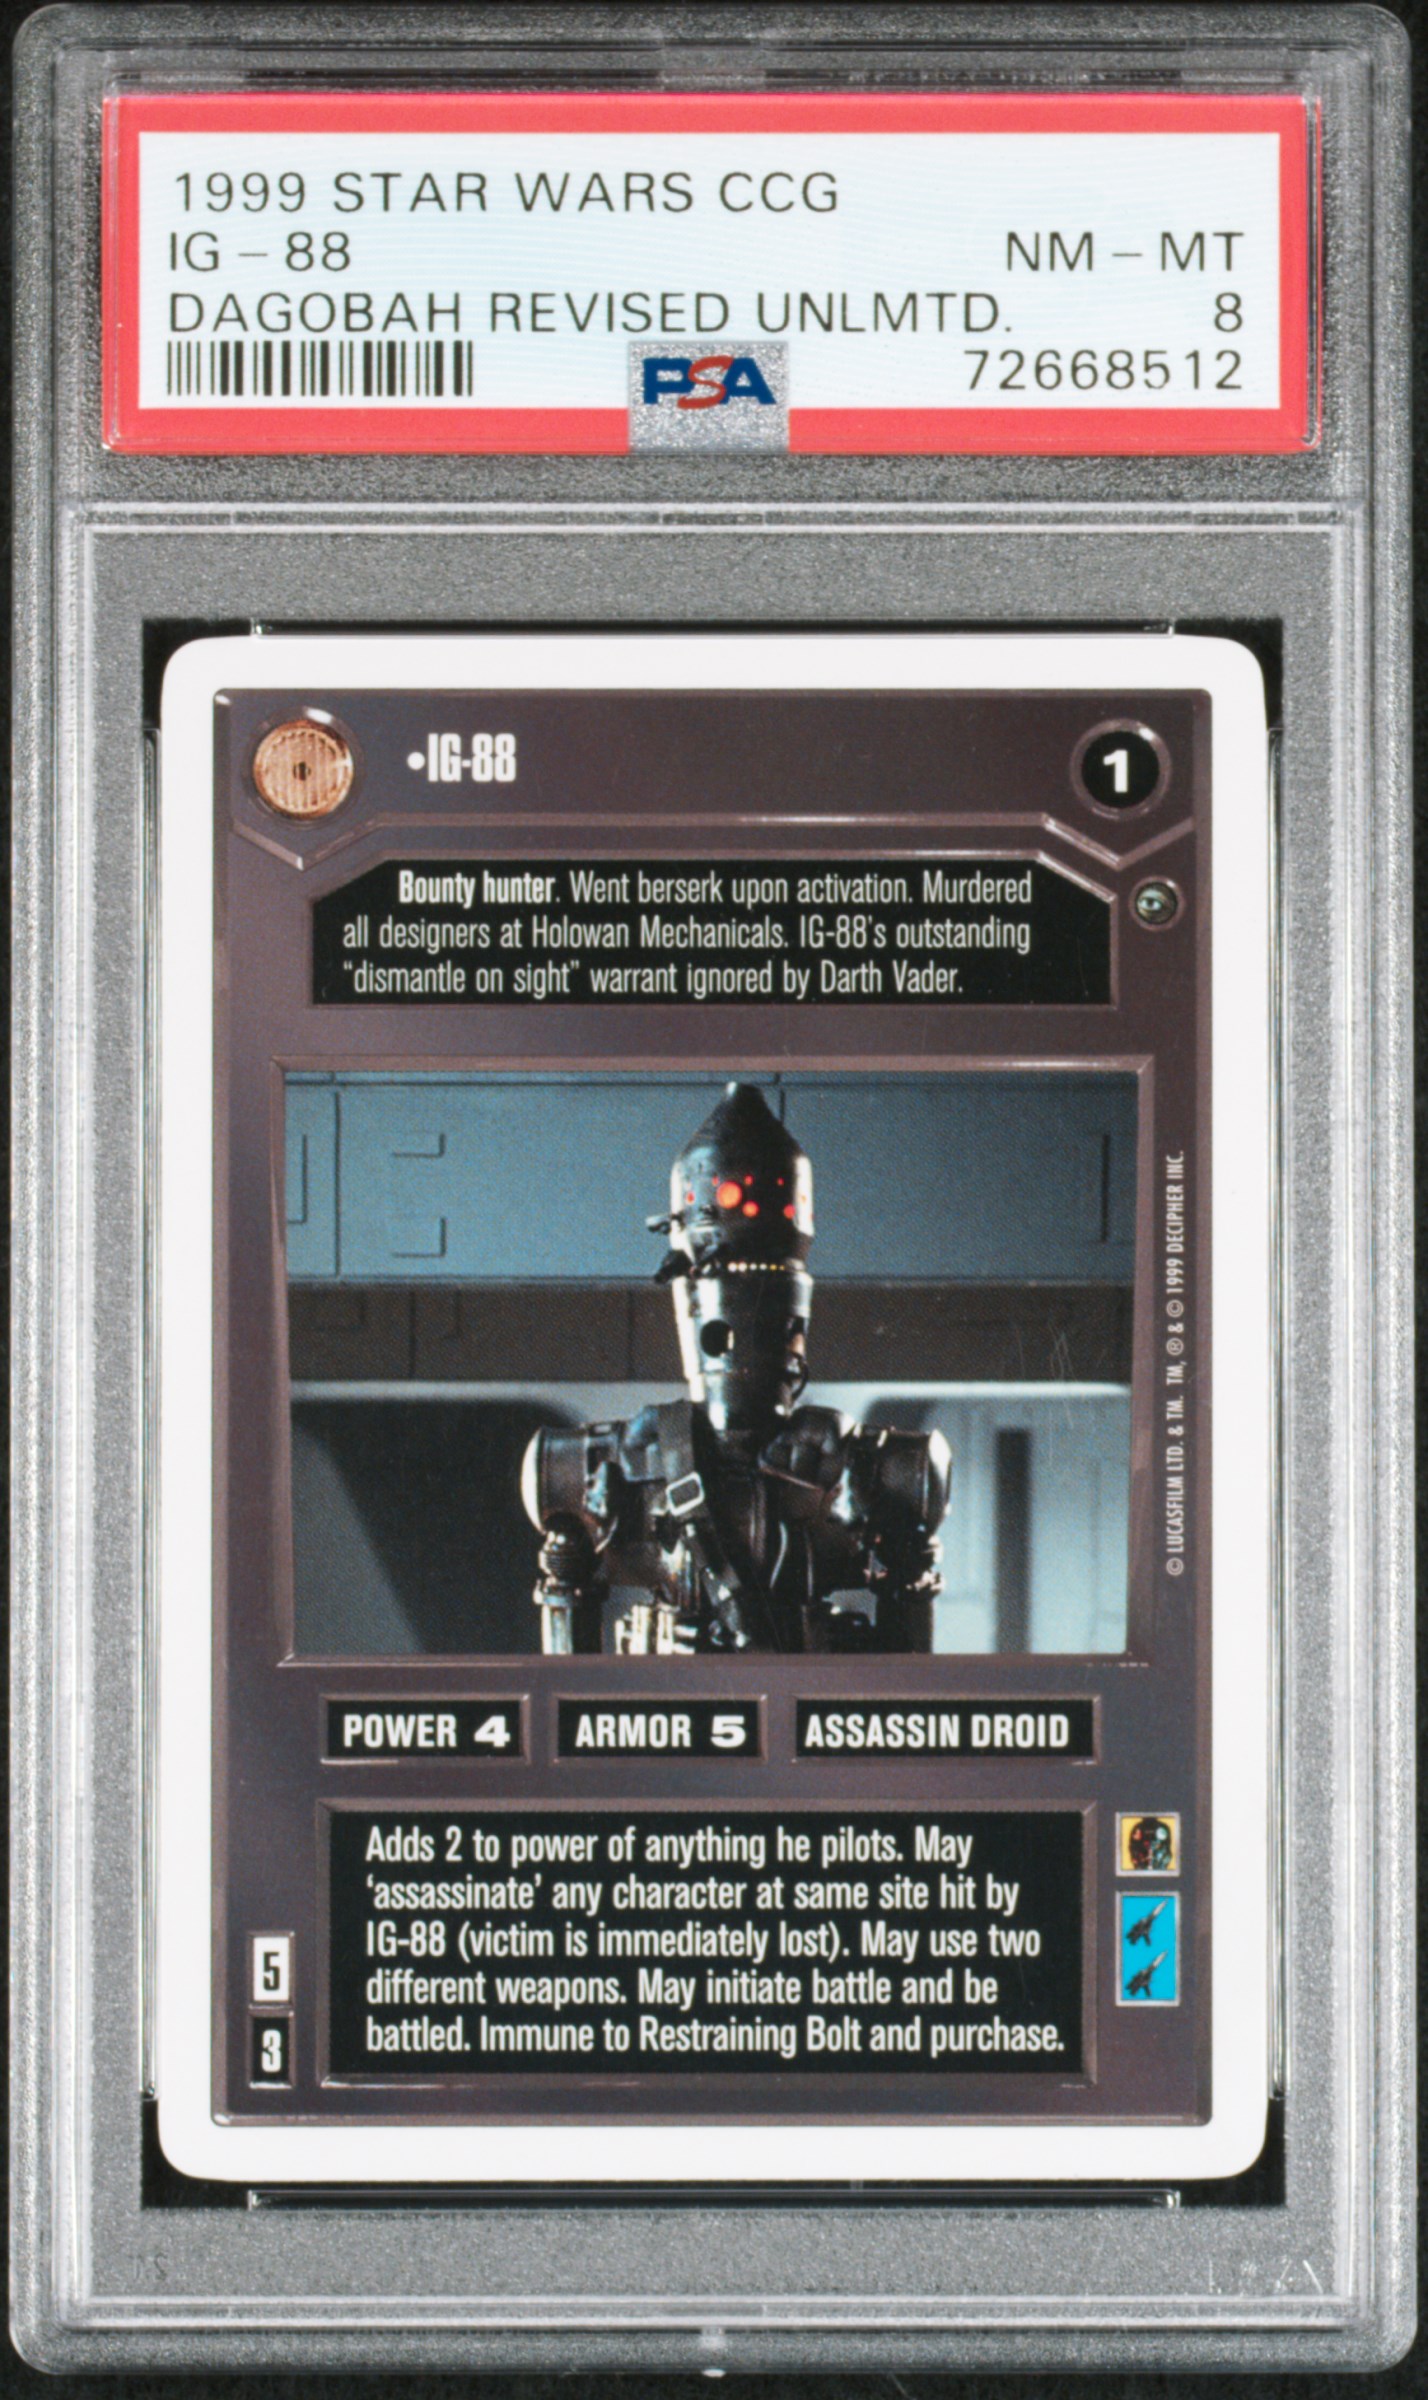 1999 STAR WARS CCG
IG - 88 NM - MT
DAGOBAH REVISED UNLMTD. 8
PSA 72668512
•IG-88 1
Bounty hunter. Went berserk upon activation. Murdered
all designers at Holowan Mechanicals. IG-88's outstanding
"dismantle on sight" warrant ignored by Darth Vader.
© LUCASFILM LTD. & TM. TM, ® & © 1999 DECIPHER INC.
POWER 4 ARMOR 5 ASSASSIN DROID
Adds 2 to power of anything he pilots. May
'assassinate' any character at same site hit by
IG-88 (victim is immediately lost). May use two
different weapons. May initiate battle and be
battled. Immune to Restraining Bolt and purchase.
5
3